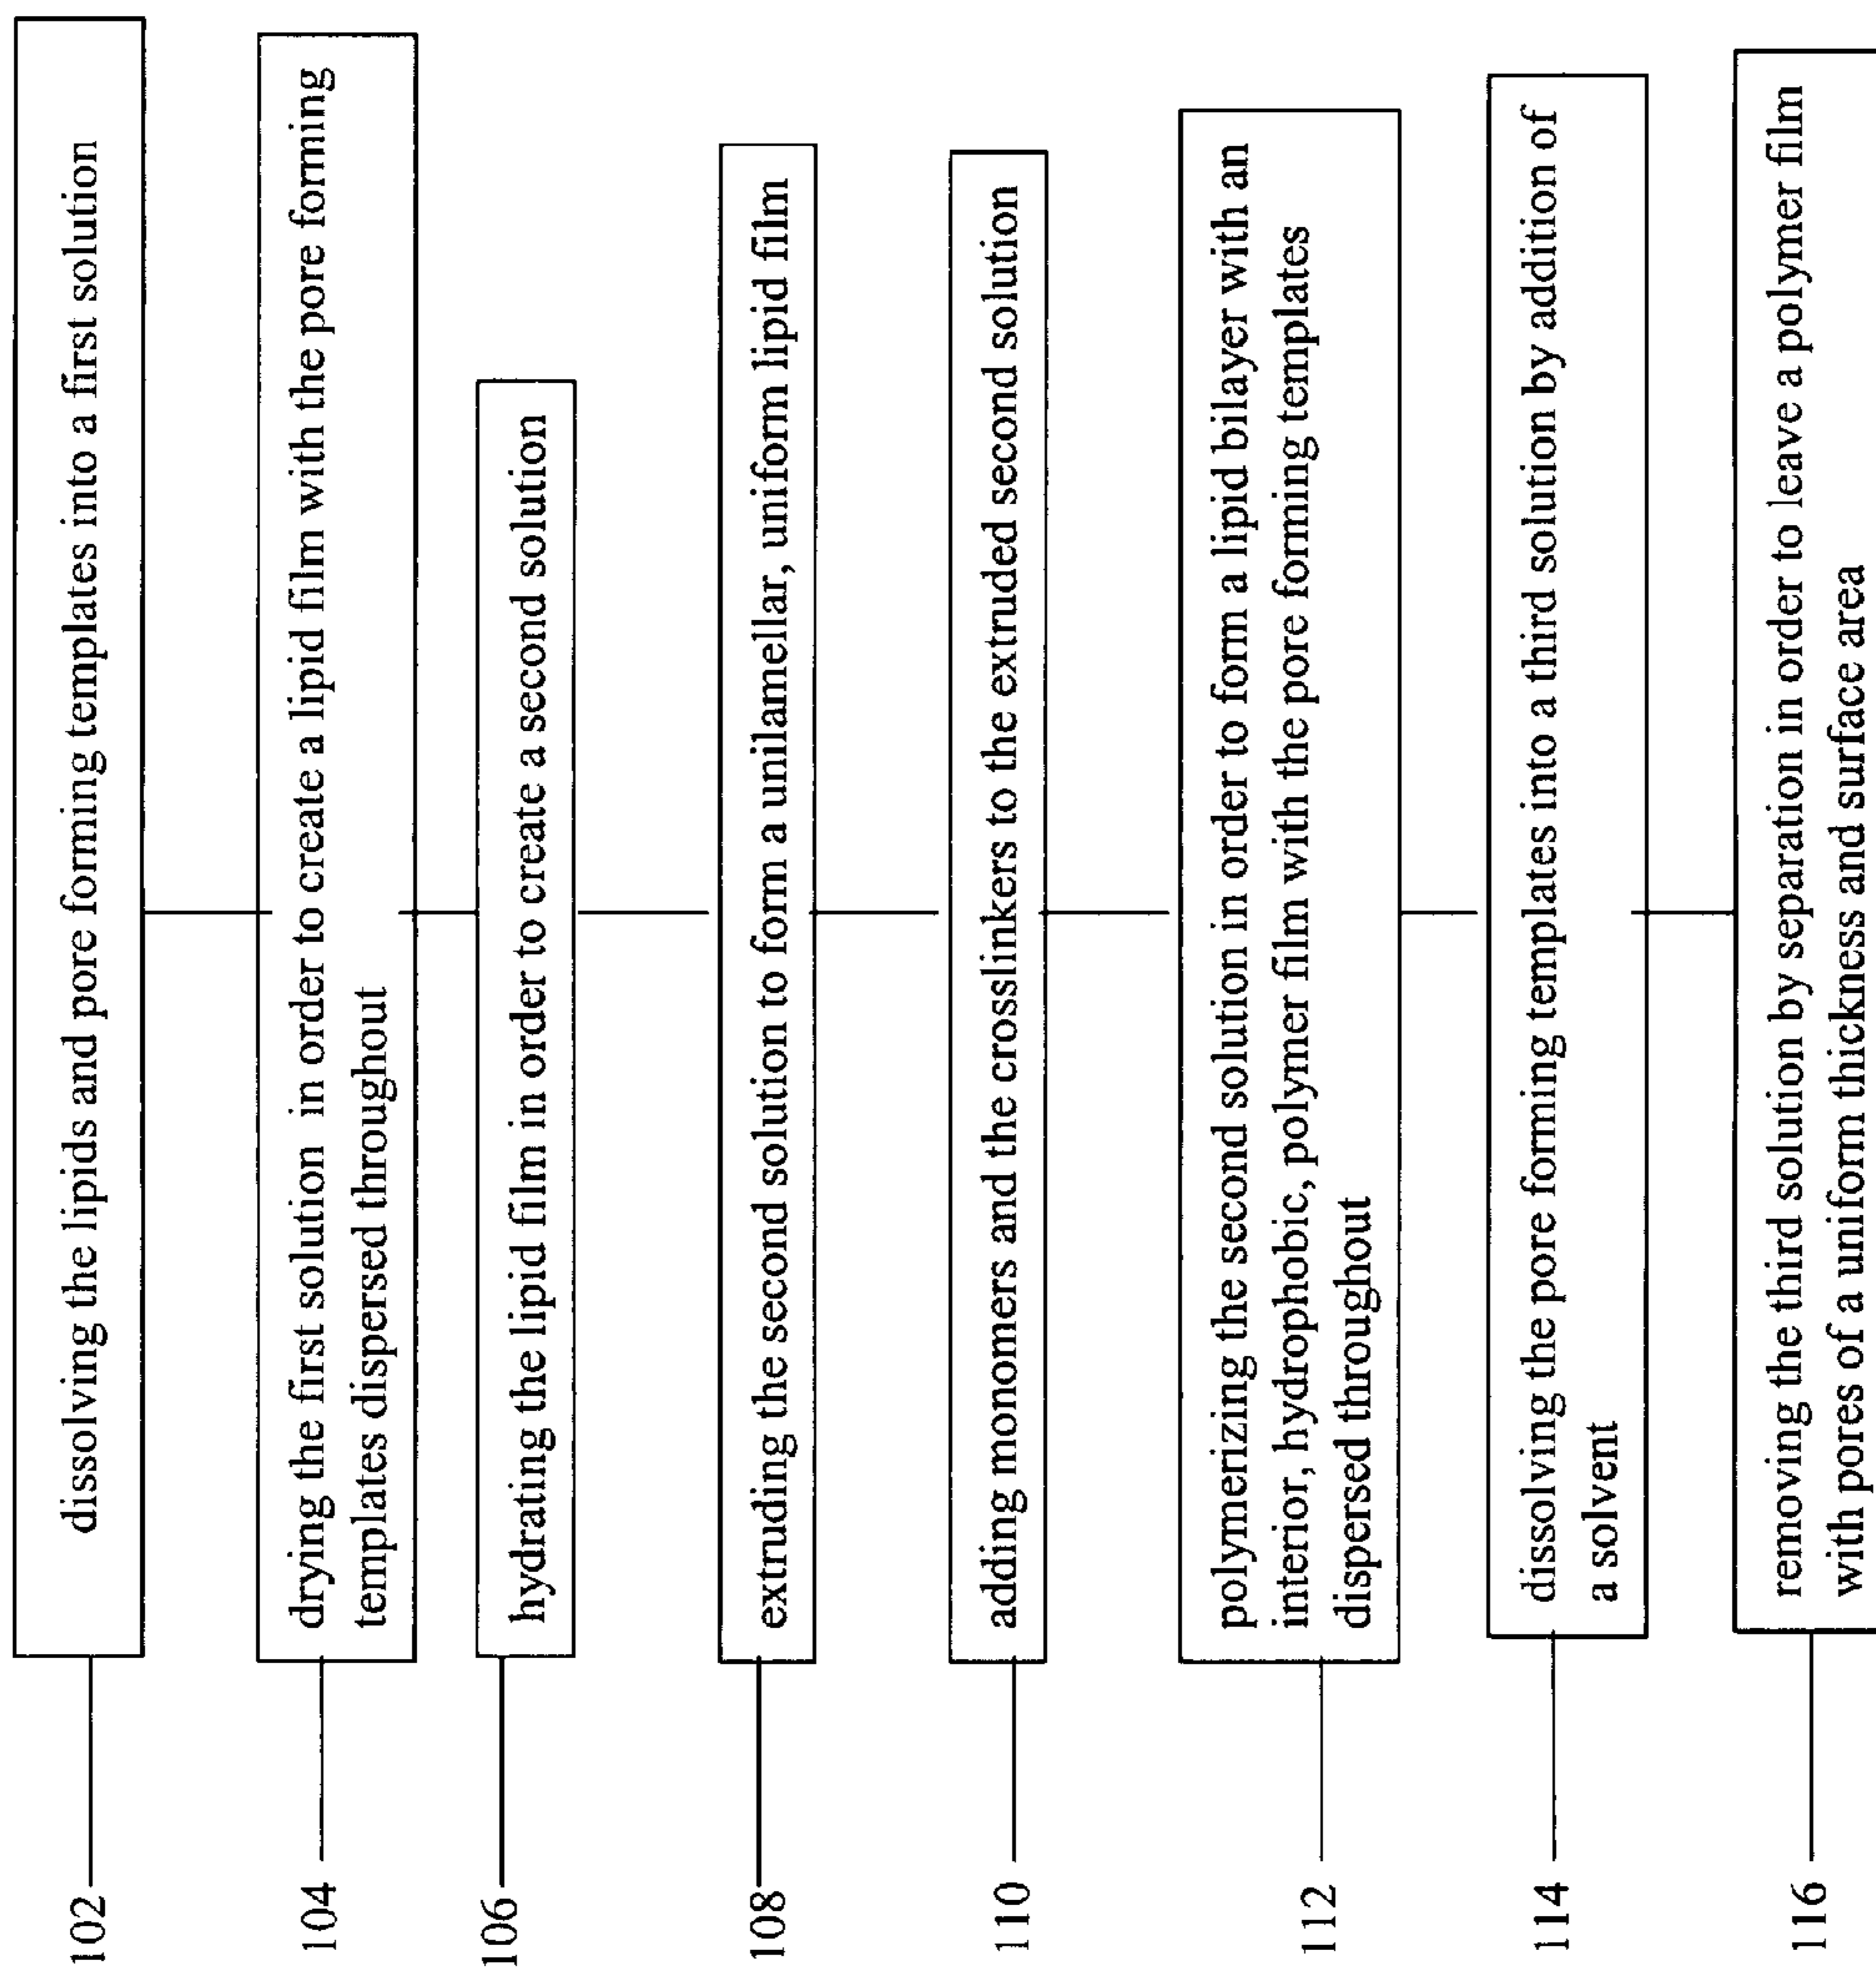 102
dissolving the lipids and pore forming templates into a first solution
104
drying the first solution in order to create a lipid film with the pore forming
templates dispersed throughout
106
hydrating the lipid film in order to create a second solution
108
extruding the second solution to form a unilamellar, uniform lipid film
110
adding monomers and the crosslinkers to the extruded second solution
112
polymerizing the second solution in order to form a lipid bilayer with an
interior, hydrophobic, polymer film with the pore forming templates
dispersed throughout
114
dissolving the pore forming templates into a third solution by addition of
a solvent
116
removing the third solution by separation in order to leave a polymer film
with pores of a uniform thickness and surface area